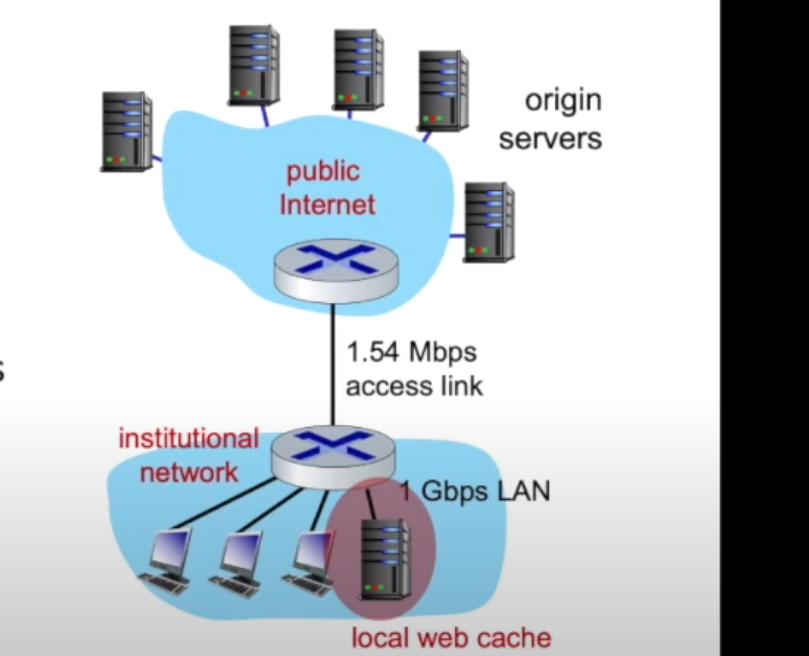 origin
servers
public
Internet
1.54 Mbps
access link
s
institutional
network
1 Gbps LAN
local web cache